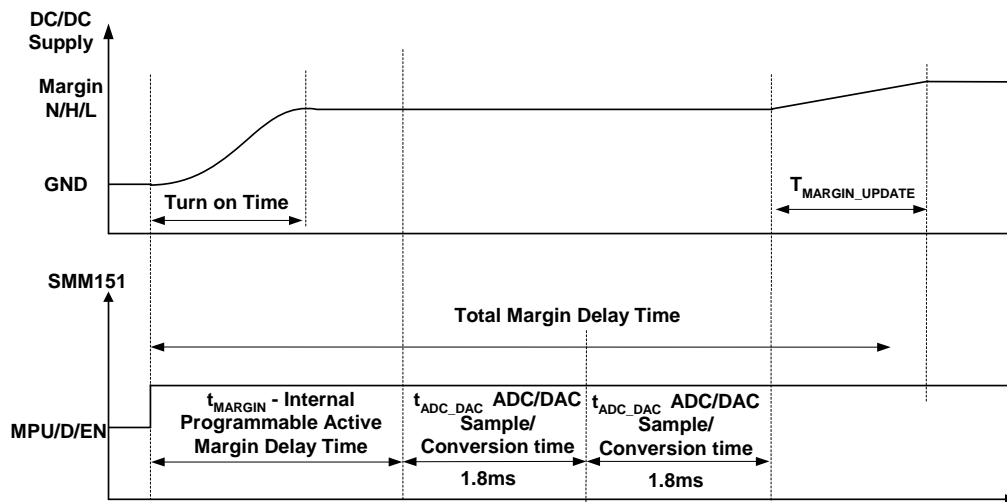 DC/DC
Supply
Margin
N/H/L
GND
Turn on Time
TMARGIN_UPDATE
SMM151
Total Margin Delay Time
MPU/D/EN
tMARGIN - Internal
Programmable Active
Margin Delay Time
tADC_DAC ADC/DAC
Sample/
Conversion time
1.8ms
tADC_DAC ADC/DAC
Sample/
Conversion time
1.8ms